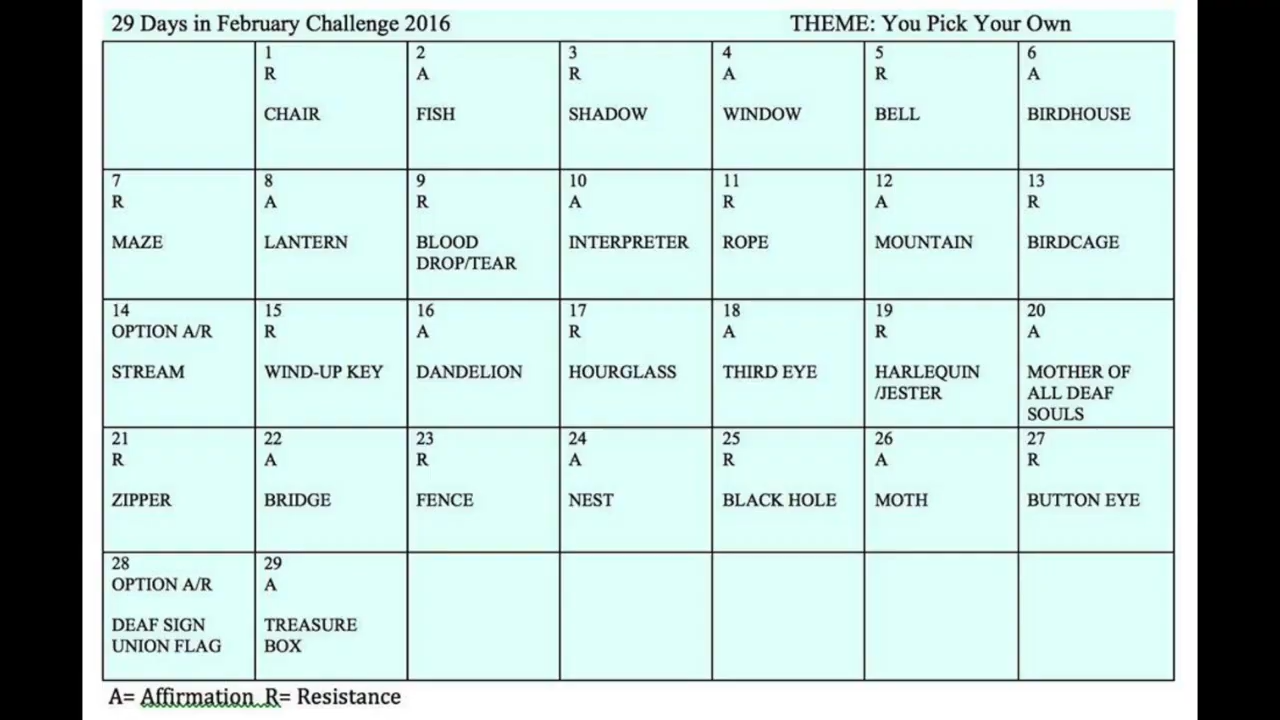 29 Days in February Challenge 2016 THEME: You Pick Your Own
1
R
CHAIR
2
A
FISH
3
R
SHADOW
4
A
WINDOW
5
R
BELL
6
A
BIRDHOUSE
7
R
MAZE
8
A
LANTERN
9
R
BLOOD
DROP/TEAR
10
A
INTERPRETER
11
R
ROPE
12
A
MOUNTAIN
13
R
BIRDCAGE
14
OPTION A/R
STREAM
15
R
WIND-UP KEY
16
A
DANDELION
17
R
HOURGLASS
18
A
THIRD EYE
19
R
HARLEQUIN
/JESTER
20
A
MOTHER OF
ALL DEAF
SOULS
21
R
ZIPPER
22
A
BRIDGE
23
R
FENCE
24
A
NEST
25
R
BLACK HOLE
26
A
MOTH
27
R
BUTTON EYE
28
OPTION A/R
DEAF SIGN
UNION FLAG
29
A
TREASURE
BOX
A= Affirmation R= Resistance